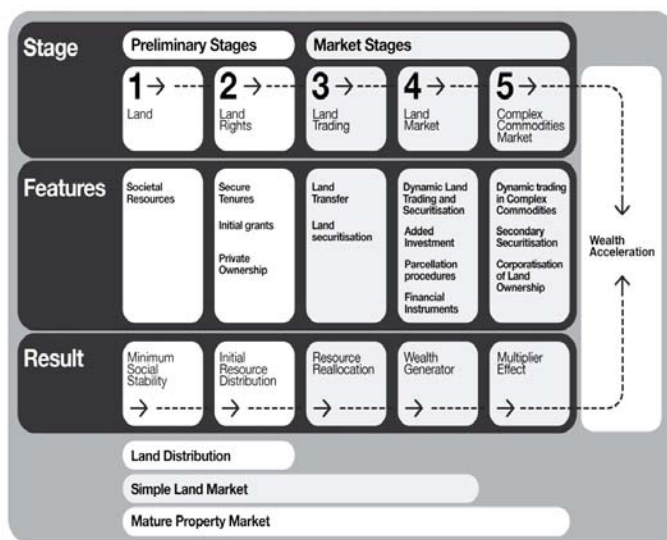 Stage
Preliminary Stages
Market Stages
1
Land
2
Land
Rights
3
Land
Trading
4
Land
Market
5
Complex
Commodities
Market
Features
Societal
Resources
Secure
Tenures
Initial grants
Private
Ownership
Land
Transfer
Land
securitisation
Dynamic Land
Trading and
Securitisation
Added
Investment
Parcellation
procedures
Financial
Instruments
Dynamic trading
in Complex
Commodities
Secondary
Securitisation
Corporatisation
of Land
Ownership
Wealth
Acceleration
Result
Minimum
Social
Stability
Initial
Resource
Distribution
Resource
Reallocation
Wealth
Generator
Multiplier
Effect
Land Distribution
Simple Land Market
Mature Property Market